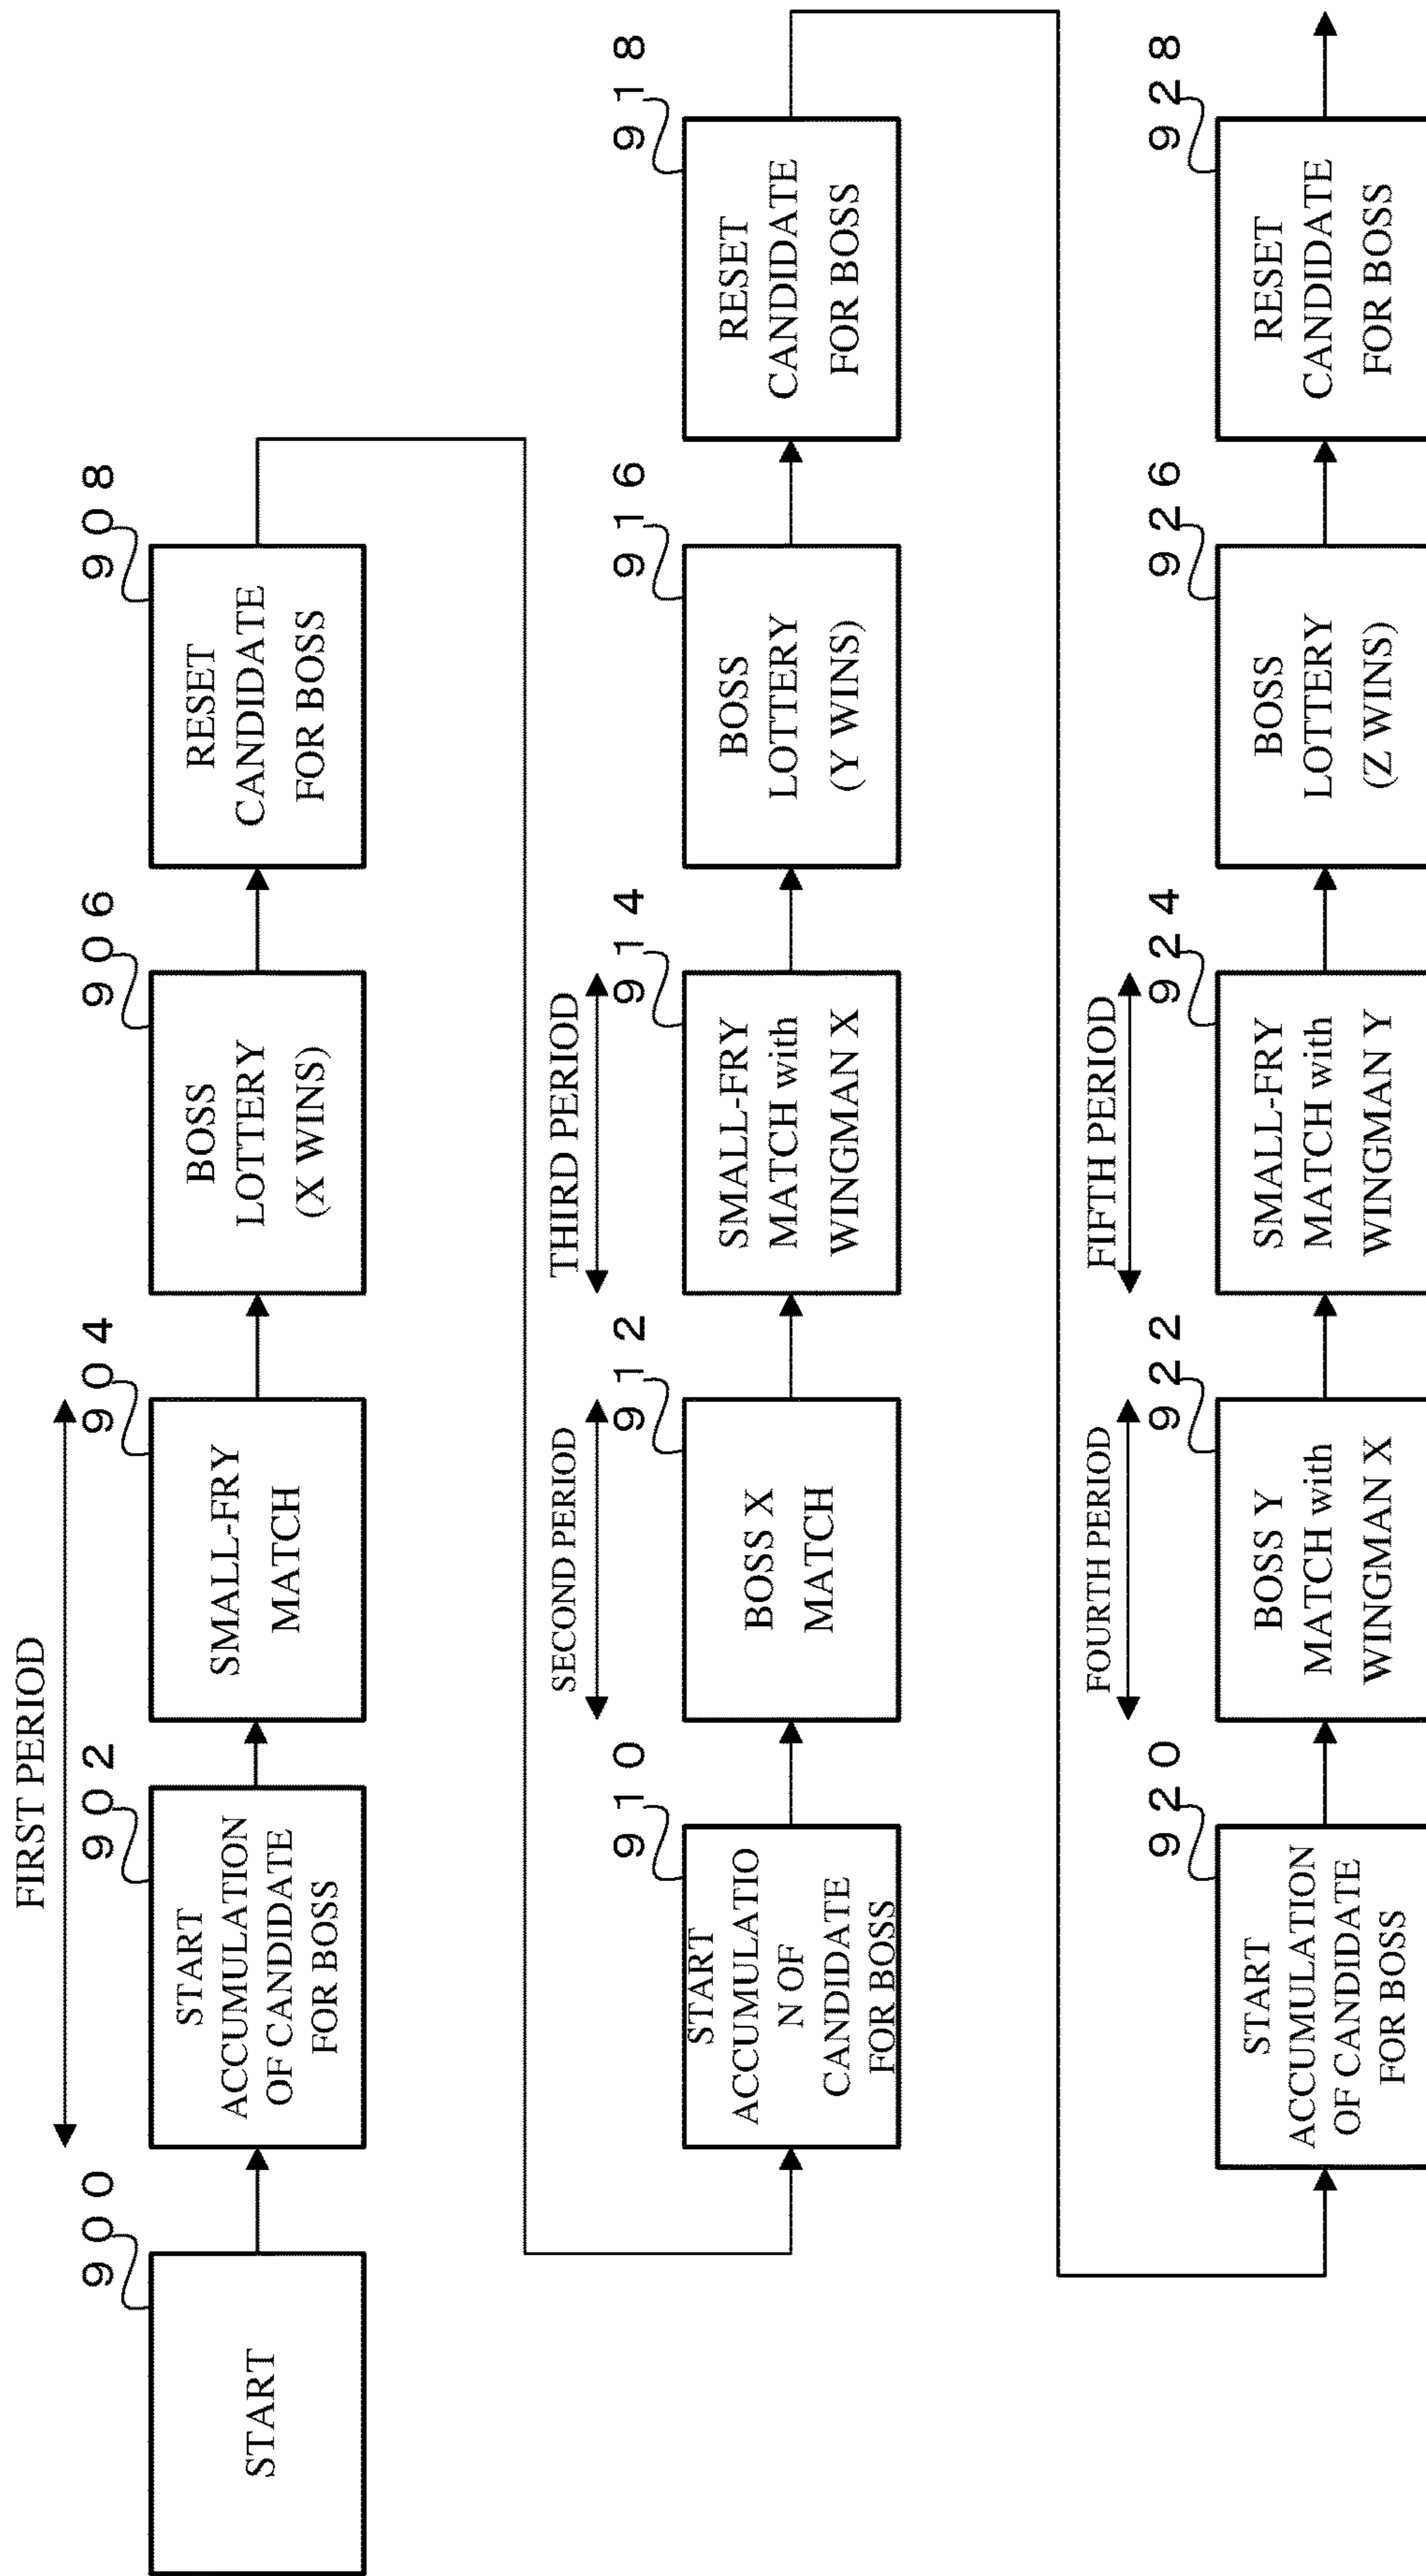 FIRST PERIOD
900
START
902
START
ACCUMULATION
OF CANDIDATE
FOR BOSS
904
SMALL-FRY
MATCH
906
BOSS
LOTTERY
(X WINS)
908
RESET
CANDIDATE
FOR BOSS
SECOND PERIOD
THIRD PERIOD
910
START
ACCUMULATIO
N OF
CANDIDATE
FOR BOSS
912
BOSS X
MATCH
914
SMALL-FRY
MATCH with
WINGMAN X
916
BOSS
LOTTERY
(Y WINS)
918
RESET
CANDIDATE
FOR BOSS
FOURTH PERIOD
FIFTH PERIOD
920
START
ACCUMULATION
OF CANDIDATE
FOR BOSS
922
BOSS Y
MATCH with
WINGMAN X
924
SMALL-FRY
MATCH with
WINGMAN Y
926
BOSS
LOTTERY
(Z WINS)
928
RESET
CANDIDATE
FOR BOSS